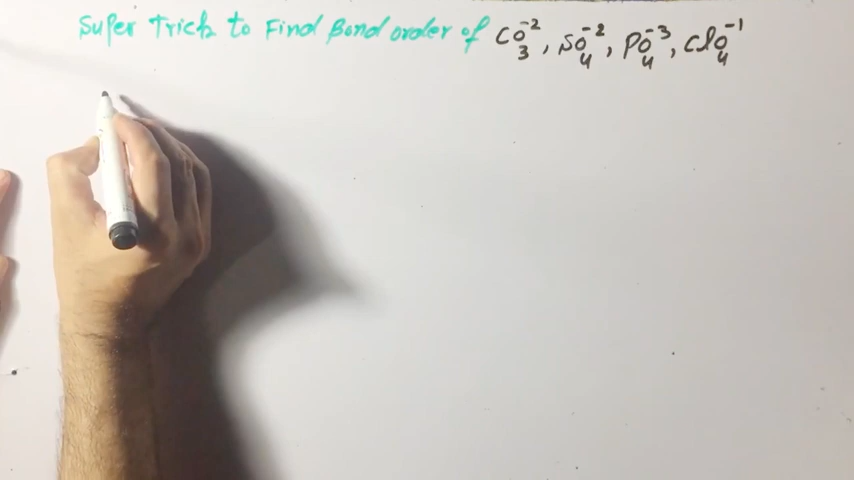 Super Trick to Find Bond order of CO₃⁻², SO₄⁻², PO₄⁻³, ClO₄⁻¹